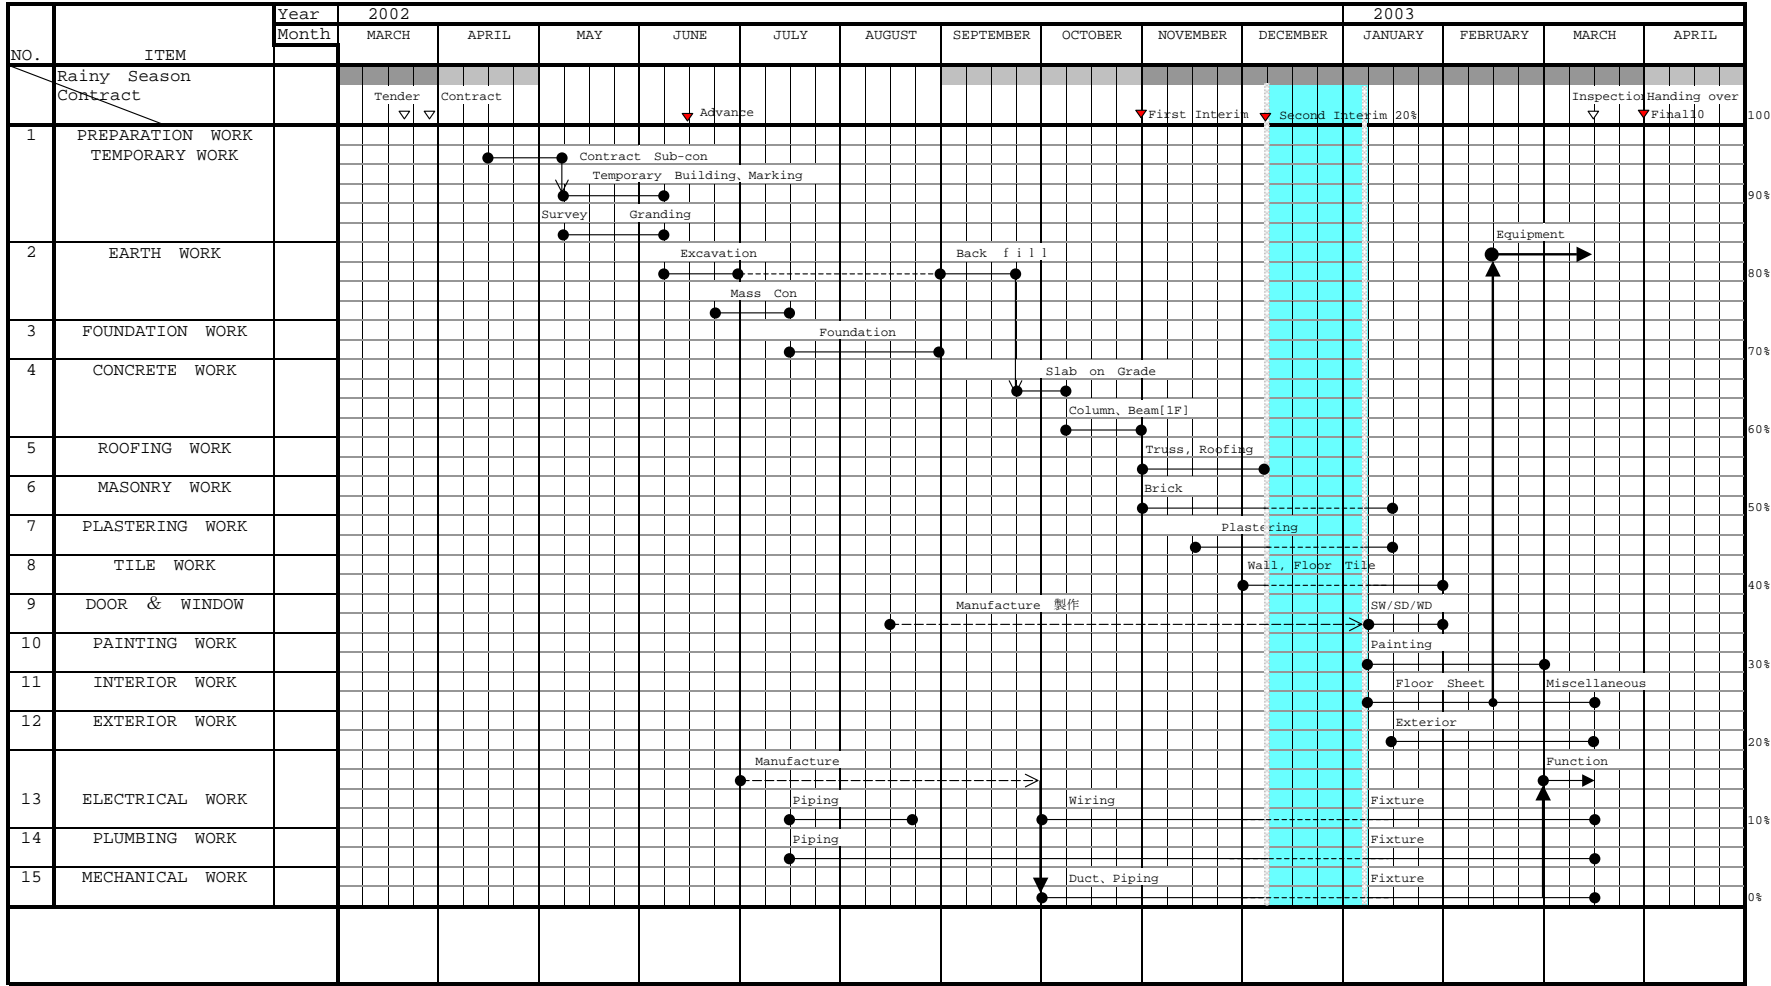 Year 2002 2003
Month MARCH APRIL MAY JUNE JULY AUGUST SEPTEMBER OCTOBER NOVEMBER DECEMBER JANUARY FEBRUARY MARCH APRIL
NO. ITEM
Rainy Season
Contract
Tender Contract Inspection Handing over
Advance First Interim Second Interim 20% Final10 100
1 PREPARATION WORK
TEMPORARY WORK Contract Sub-con
Temporary Building、Marking
90%
Survey Granding
Equipment
2 EARTH WORK Excavation Back fill
80%
Mass Con
3 FOUNDATION WORK Foundation
70%
4 CONCRETE WORK Slab on Grade
Column、Beam[1F]
60%
5 ROOFING WORK Truss, Roofing
6 MASONRY WORK Brick
50%
7 PLASTERING WORK Plastering
8 TILE WORK Wall, Floor Tile
40%
9 DOOR & WINDOW Manufacture 製作 SW/SD/WD
10 PAINTING WORK Painting
30%
11 INTERIOR WORK Floor Sheet Miscellaneous
12 EXTERIOR WORK Exterior
20%
Manufacture Function
13 ELECTRICAL WORK Piping Wiring Fixture
10%
14 PLUMBING WORK Piping Fixture
15 MECHANICAL WORK Duct、Piping Fixture
0%